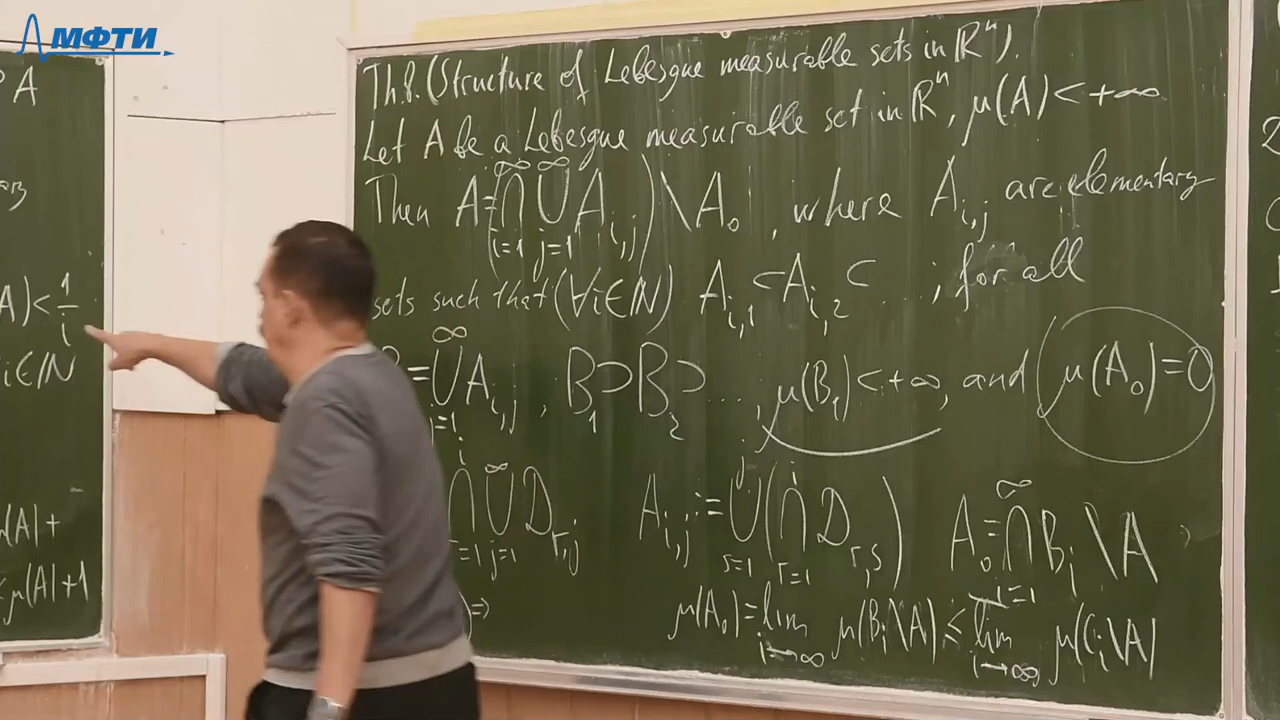 МФТИ
A
A)<1/i
i∈ℕ
μ(A)+
<μ(A)+1
Th.8. (Structure of Lebesgue measurable sets in ℝⁿ).
Let A be a Lebesgue measurable set in ℝⁿ, μ(A)<+∞
Then A=(⋂_{i=1}^∞ ⋃_{j=1}^∞ A_{i,j})\A₀, where A_{i,j} are elementary
sets such that (∀i∈ℕ) A_{i,1}⊂A_{i,2}⊂...; for all
=⋃_{j=1}^∞ A_{i,j}, B₁⊃B₂⊃..., μ(B₁)<+∞, and μ(A₀)=0
⋂_{r=1}^i ⋃_{j=1}^∞ D_{r,j} A_{i,j}:=⋃_{s=1}^j(⋂_{r=1}^i D_{r,s}) A₀=⋂_{i=1}^∞ B_i\A
)⇒ μ(A₀)=lim_{i→∞} μ(B_i\A)≤lim_{i→∞} μ(C_i\A)